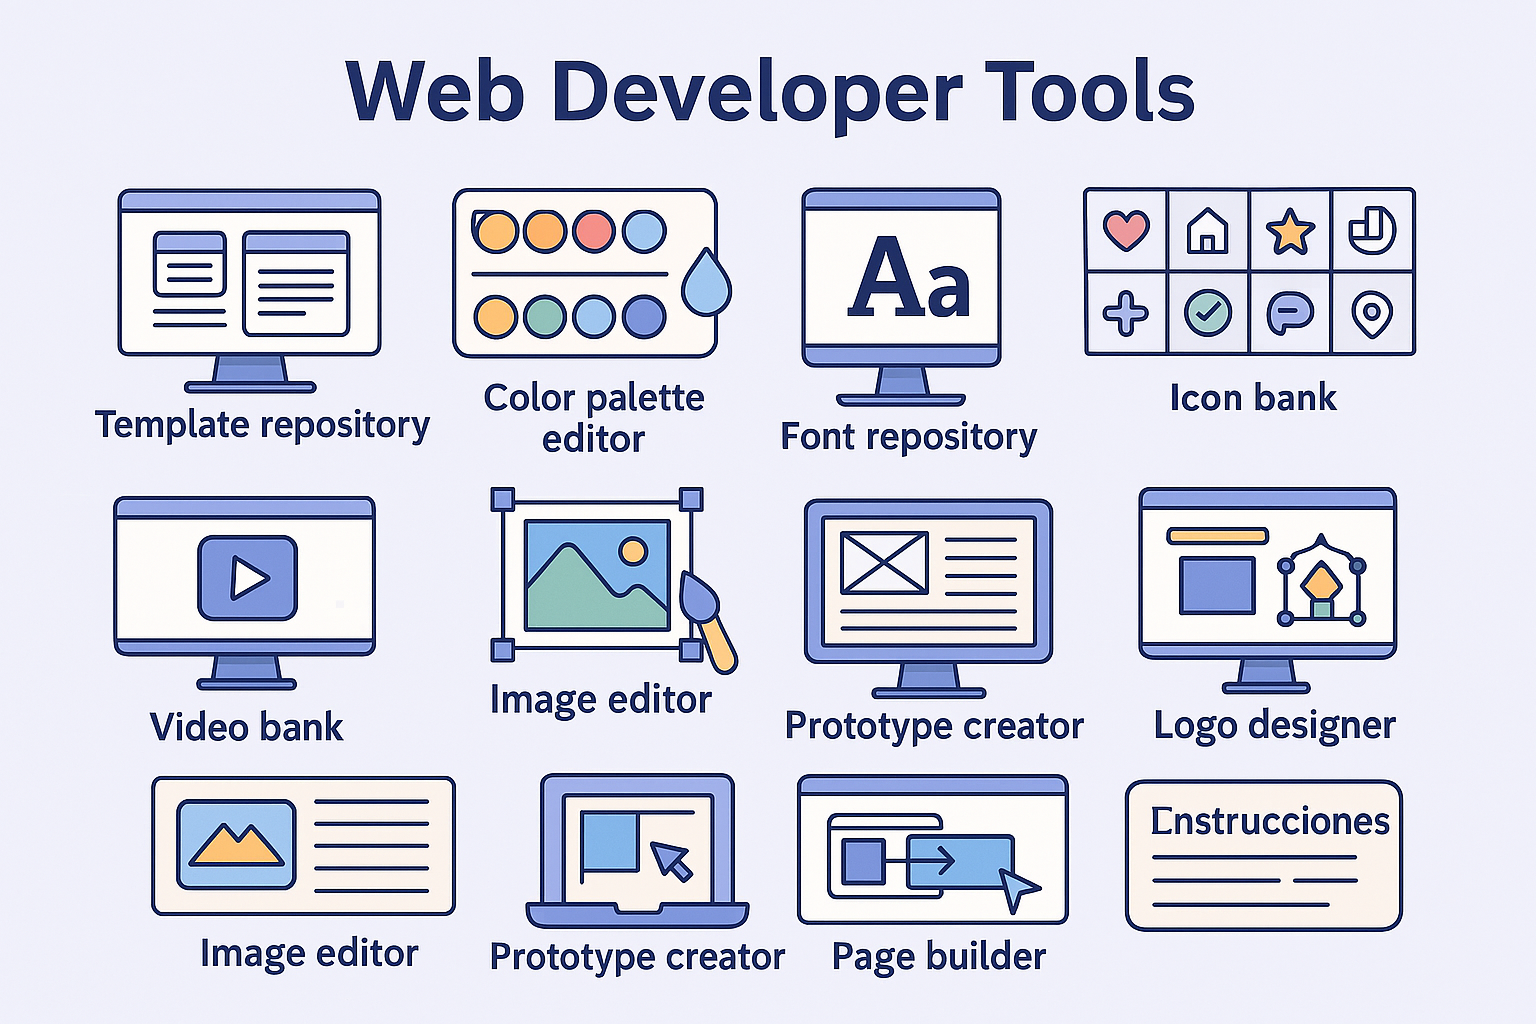 Web Developer Tools
Aa
Template repository
Color palette
editor
Font repository
Icon bank
Video bank
Image editor
Prototype creator
Logo designer
Enstrucciones
Image editor
Prototype creator
Page builder